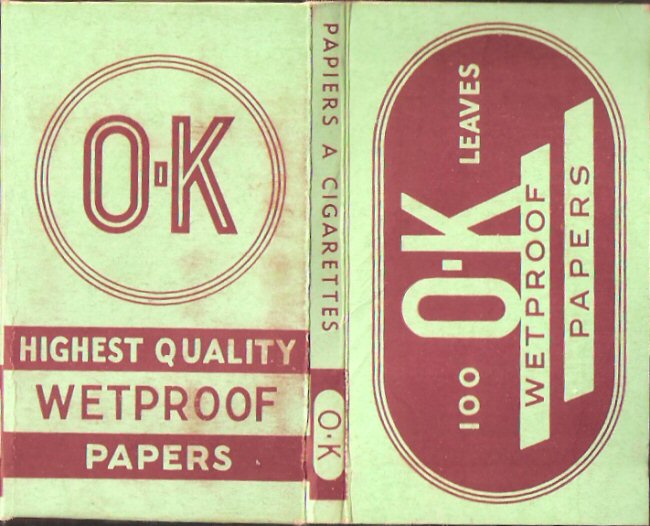 O-K
HIGHEST QUALITY
WETPROOF
PAPERS
PAPIERS A CIGARETTES
O·K
100 O-K LEAVES
WETPROOF
PAPERS